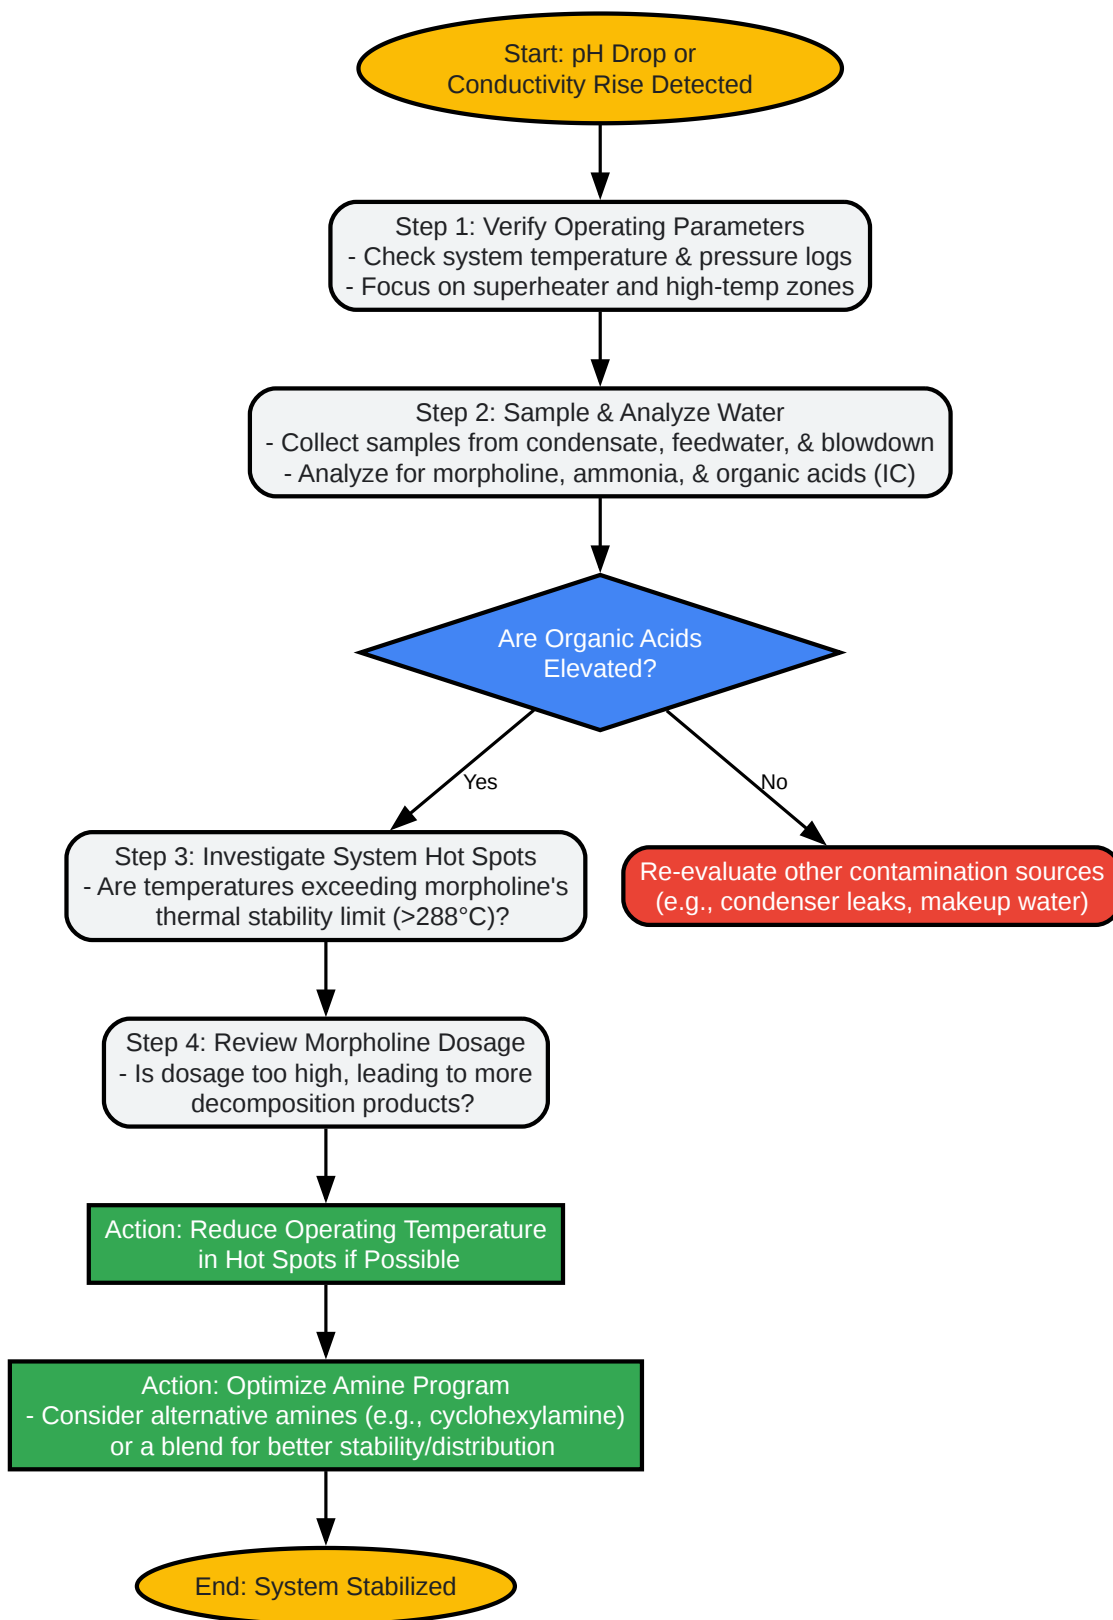 Start: pH Drop or
Conductivity Rise Detected
Step 1: Verify Operating Parameters
- Check system temperature & pressure logs
- Focus on superheater and high-temp zones
Step 2: Sample & Analyze Water
- Collect samples from condensate, feedwater, & blowdown
- Analyze for morpholine, ammonia, & organic acids (IC)
Are Organic Acids
Elevated?
Yes
No
Step 3: Investigate System Hot Spots
- Are temperatures exceeding morpholine's
thermal stability limit (>288°C)?
Re-evaluate other contamination sources
(e.g., condenser leaks, makeup water)
Step 4: Review Morpholine Dosage
- Is dosage too high, leading to more
decomposition products?
Action: Reduce Operating Temperature
in Hot Spots if Possible
Action: Optimize Amine Program
- Consider alternative amines (e.g., cyclohexylamine)
or a blend for better stability/distribution
End: System Stabilized